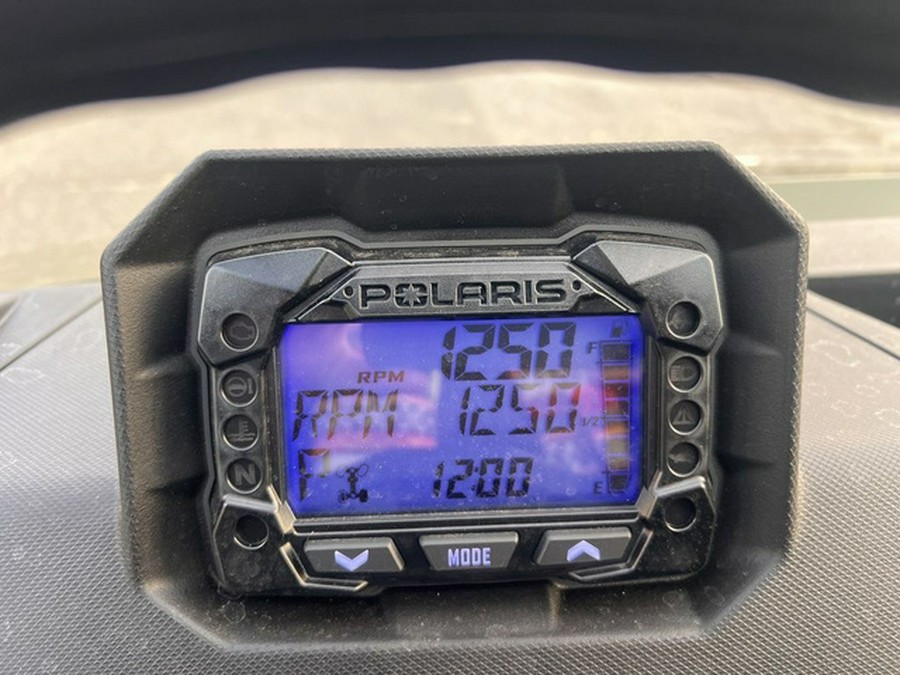 POLARIS
1250
RPM
RPM 1250
P 12:00
F
1/2
E
N
MODE